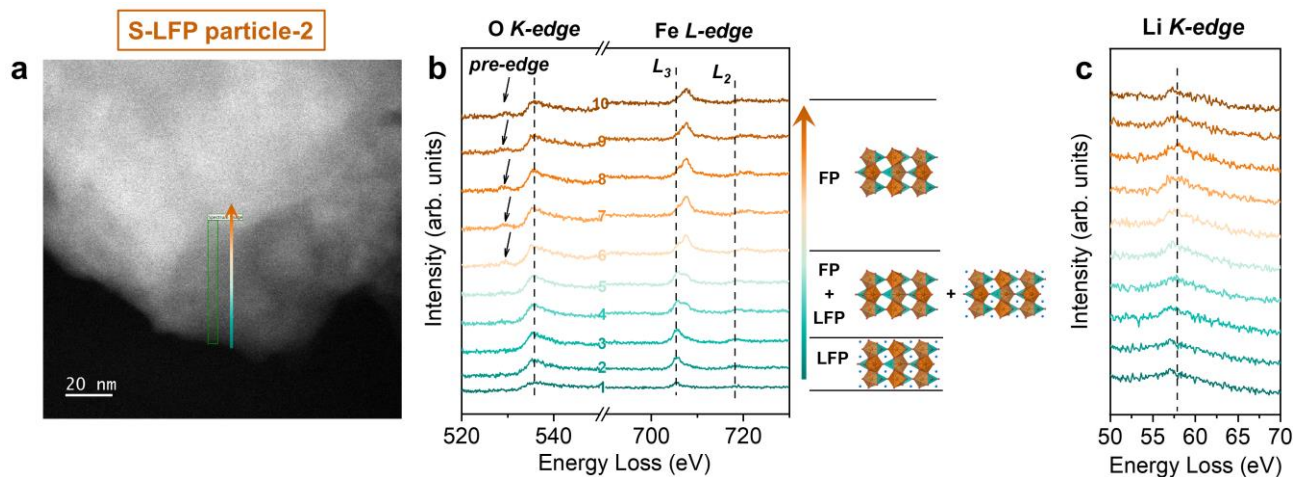 S-LFP particle-2
a
20 nm
b
O K-edge
Fe L-edge
pre-edge
L3
L2
10
9
8
7
6
5
4
3
2
1
Intensity (arb. units)
520
540
700
720
Energy Loss (eV)
FP
FP
+
LFP
+
LFP
c
Li K-edge
Intensity (arb. units)
50
55
60
65
70
Energy Loss (eV)